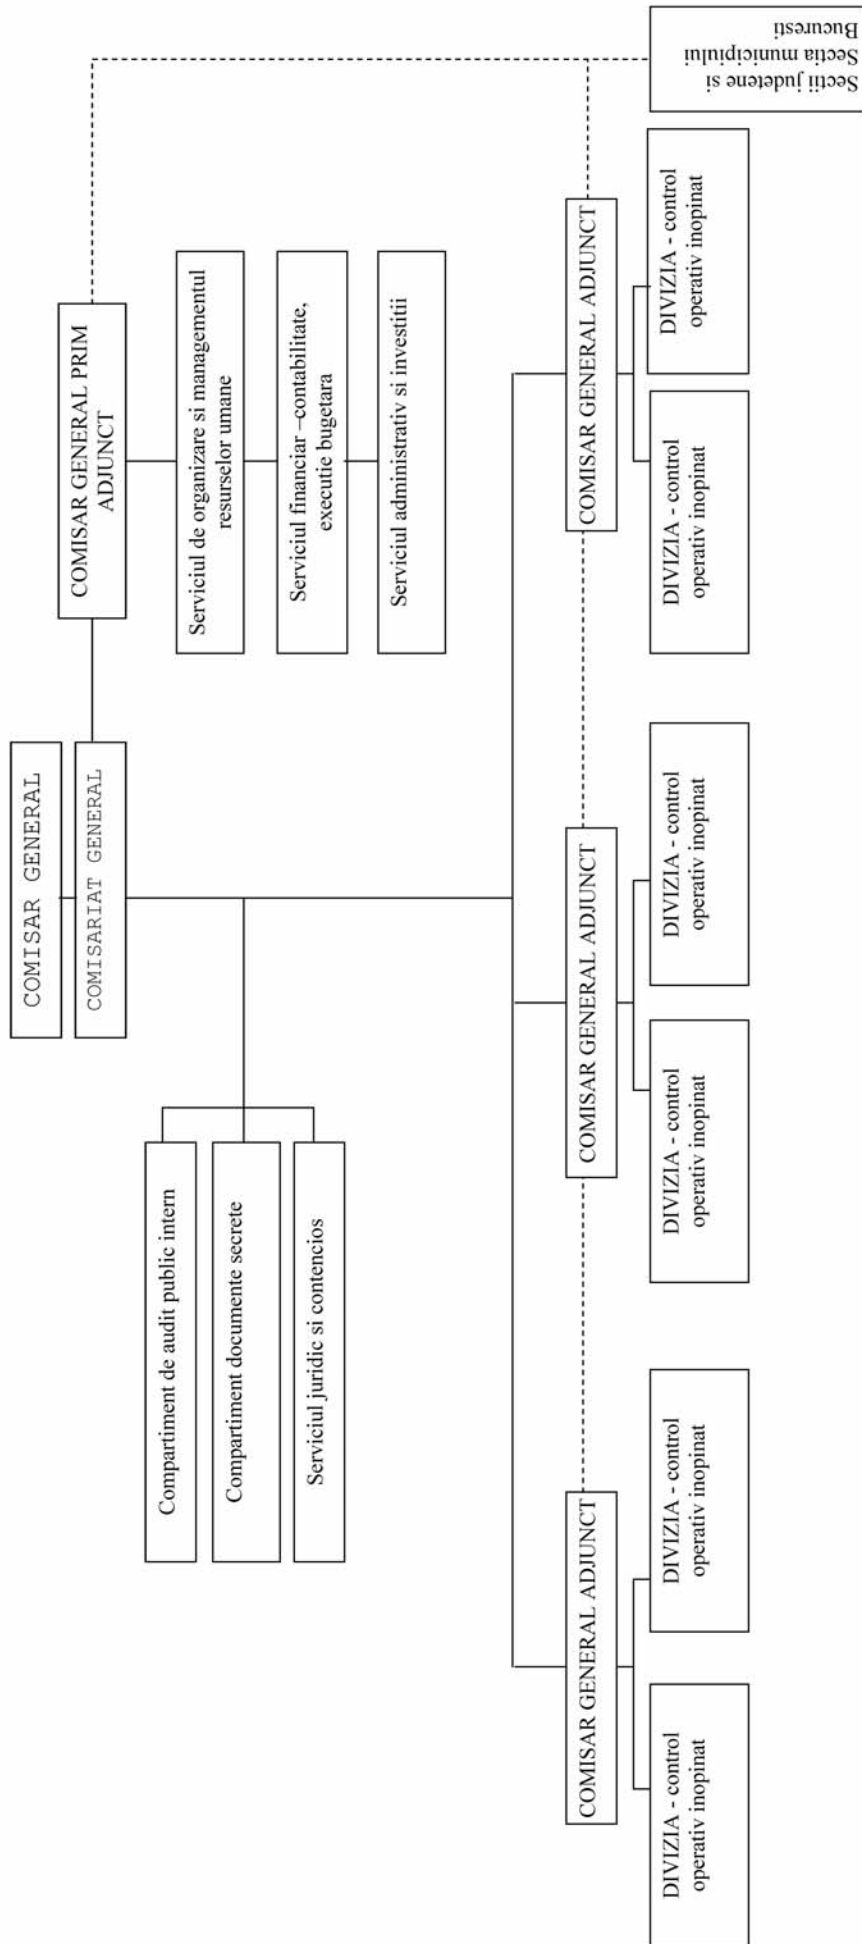 COMISAR GENERAL
COMISARIAT GENERAL
COMISAR GENERAL PRIM
ADJUNCT
Compartiment de audit public intern
Compartiment documente secrete
Serviciul juridic si contencios
Serviciul de organizare si managementul
resurselor umane
Serviciul financiar –contabilitate,
executie bugetara
Serviciul administrativ si investitii
COMISAR GENERAL ADJUNCT
COMISAR GENERAL ADJUNCT
COMISAR GENERAL ADJUNCT
DIVIZIA - control
operativ inopinat
DIVIZIA - control
operativ inopinat
DIVIZIA - control
operativ inopinat
DIVIZIA - control
operativ inopinat
DIVIZIA - control
operativ inopinat
DIVIZIA - control
operativ inopinat
Sectii judetene si
Sectia municipiului
Bucuresti